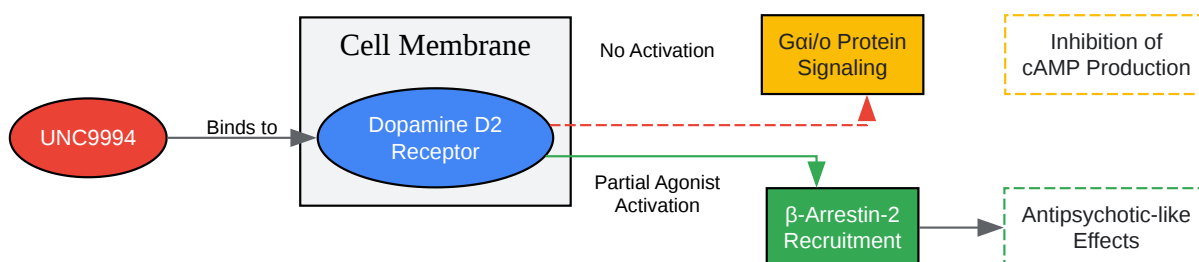 Cell Membrane
No Activation
Gαi/o Protein
Signaling
Inhibition of
cAMP Production
UNC9994
Binds to
Dopamine D2
Receptor
Partial Agonist
Activation
β-Arrestin-2
Recruitment
Antipsychotic-like
Effects